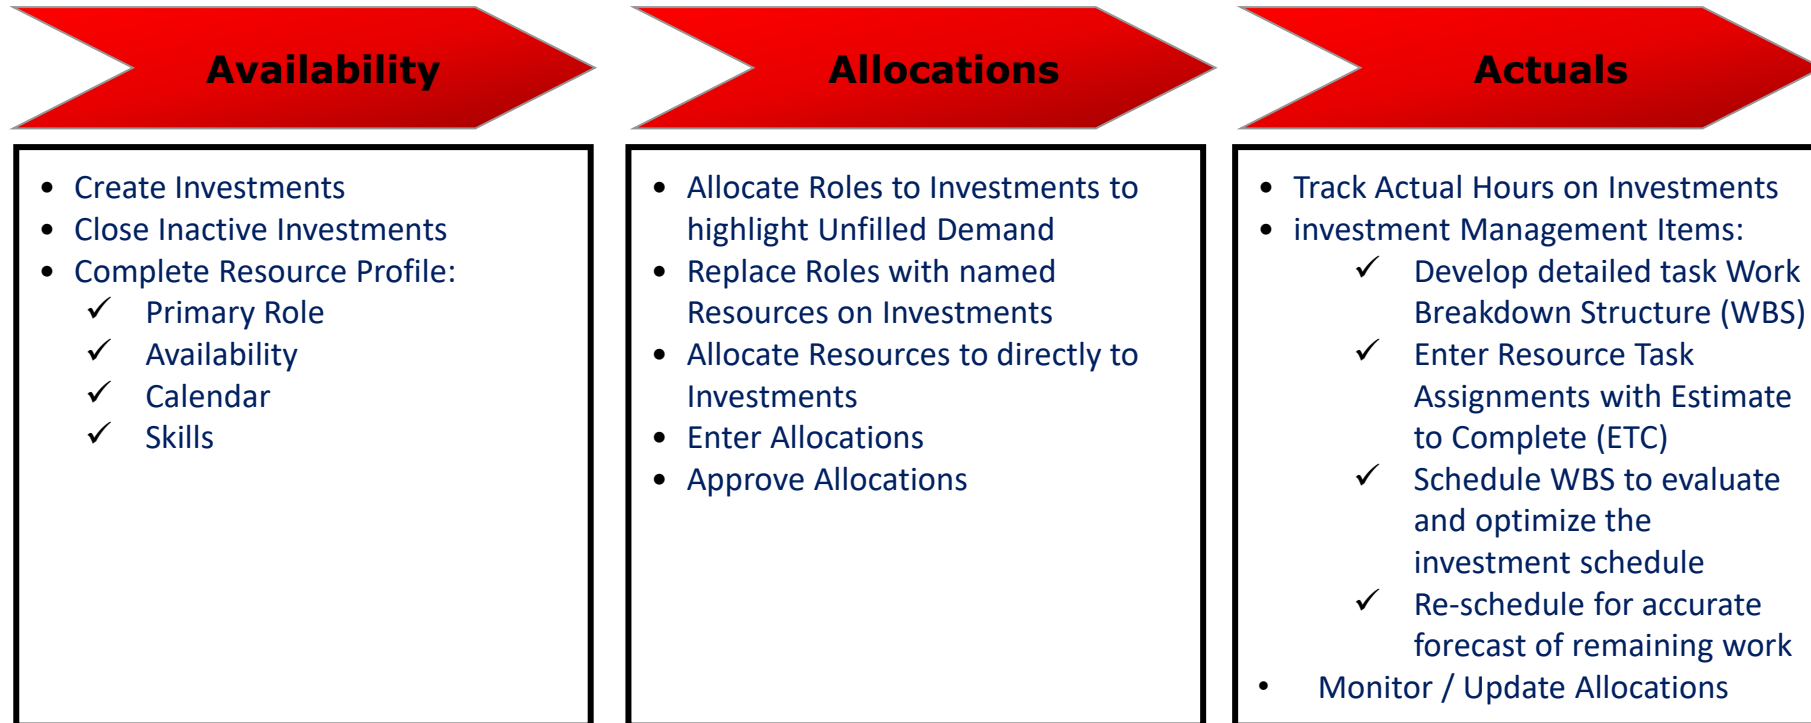 Availability
• Create Investments
• Close Inactive Investments
• Complete Resource Profile:
✓ Primary Role
✓ Availability
✓ Calendar
✓ Skills
Allocations
• Allocate Roles to Investments to
highlight Unfilled Demand
• Replace Roles with named
Resources on Investments
• Allocate Resources to directly to
Investments
• Enter Allocations
• Approve Allocations
Actuals
• Track Actual Hours on Investments
• investment Management Items:
✓ Develop detailed task Work
Breakdown Structure (WBS)
✓ Enter Resource Task
Assignments with Estimate
to Complete (ETC)
✓ Schedule WBS to evaluate
and optimize the
investment schedule
✓ Re-schedule for accurate
forecast of remaining work
• Monitor / Update Allocations